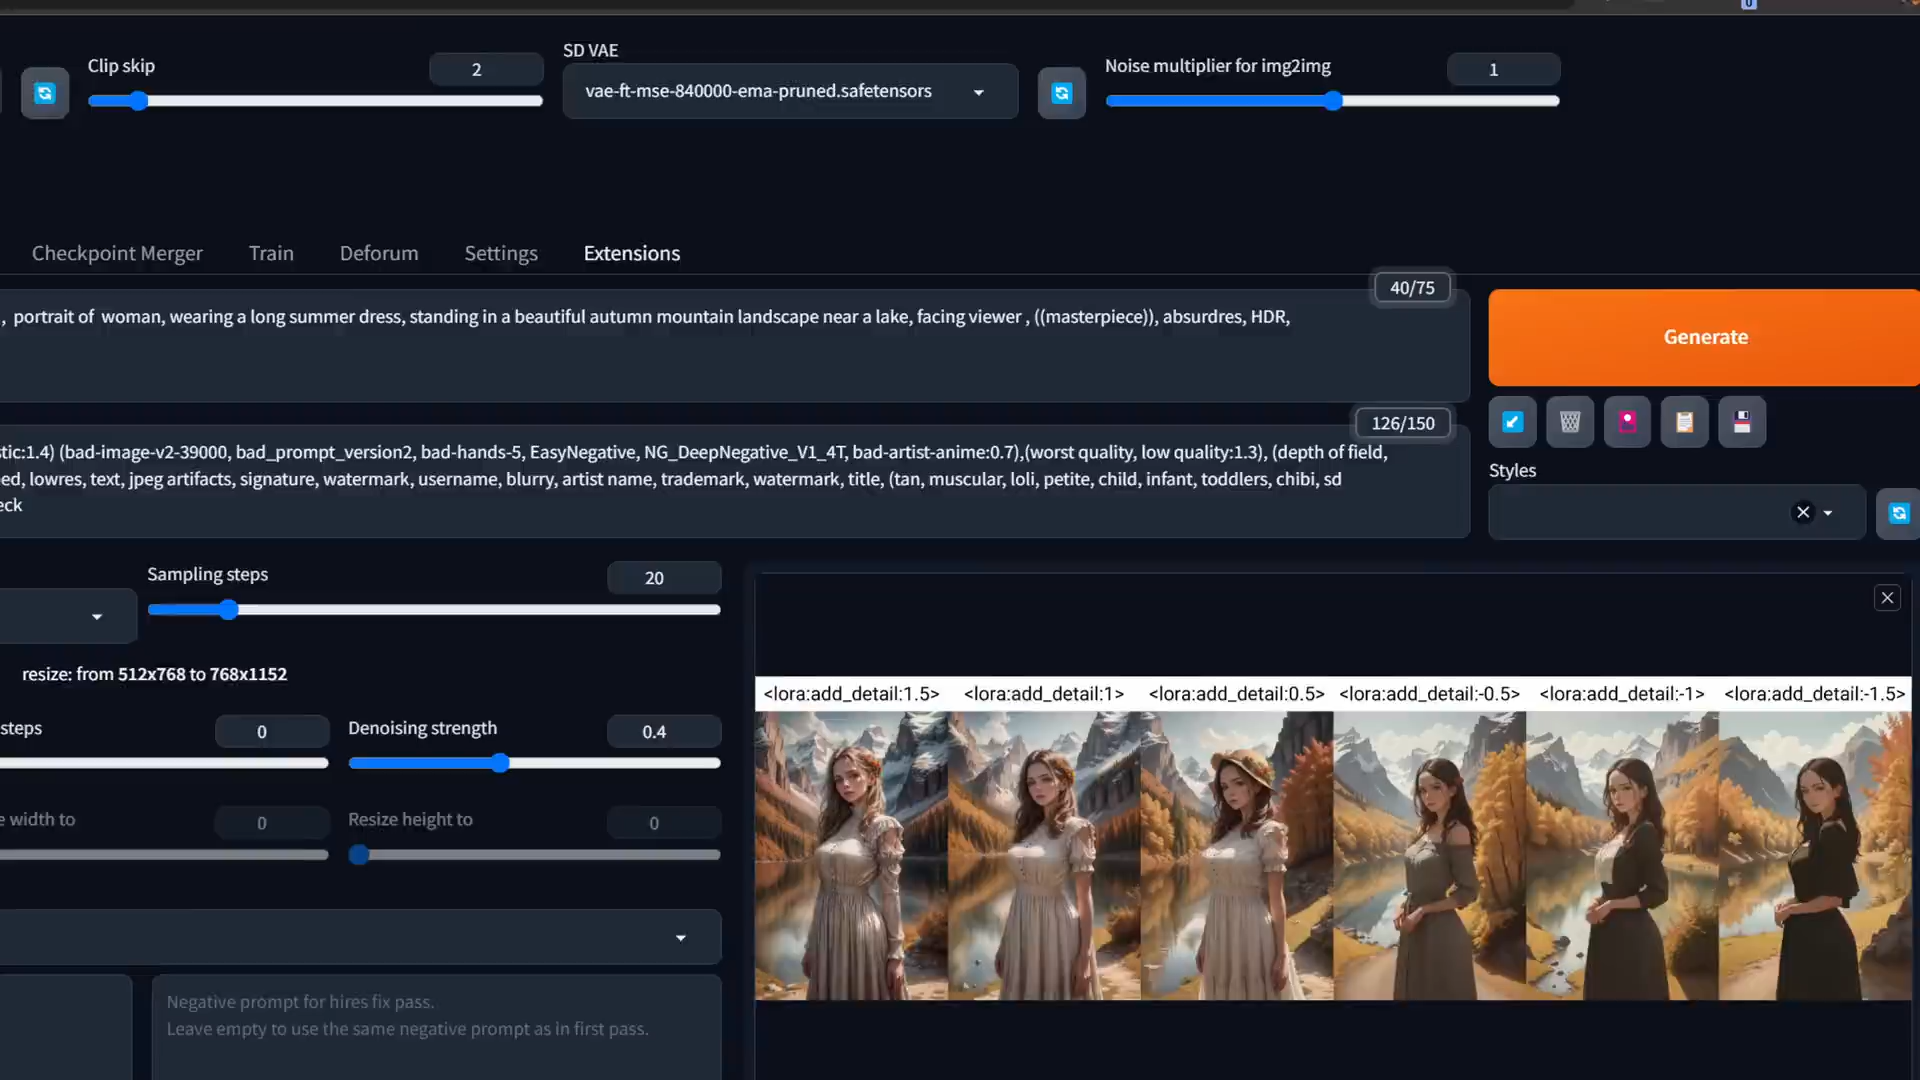 Clip skip
2
SD VAE
vae-ft-mse-840000-ema-pruned.safetensors
Noise multiplier for img2img
1
Checkpoint Merger
Train
Deforum
Settings
Extensions
40/75
, portrait of woman, wearing a long summer dress, standing in a beautiful autumn mountain landscape near a lake, facing viewer , ((masterpiece)), absurdres, HDR,
Generate
126/150
stic:1.4) (bad-image-v2-39000, bad_prompt_version2, bad-hands-5, EasyNegative, NG_DeepNegative_V1_4T, bad-artist-anime:0.7),(worst quality, low quality:1.3), (depth of field,
ed, lowres, text, jpeg artifacts, signature, watermark, username, blurry, artist name, trademark, watermark, title, (tan, muscular, loli, petite, child, infant, toddlers, chibi, sd
eck
Styles
Sampling steps
20
resize: from 512x768 to 768x1152
steps
0
Denoising strength
0.4
e width to
0
Resize height to
0
<lora:add_detail:1.5>
<lora:add_detail:1>
<lora:add_detail:0.5>
<lora:add_detail:-0.5>
<lora:add_detail:-1>
<lora:add_detail:-1.5>
Negative prompt for hires fix pass.
Leave empty to use the same negative prompt as in first pass.